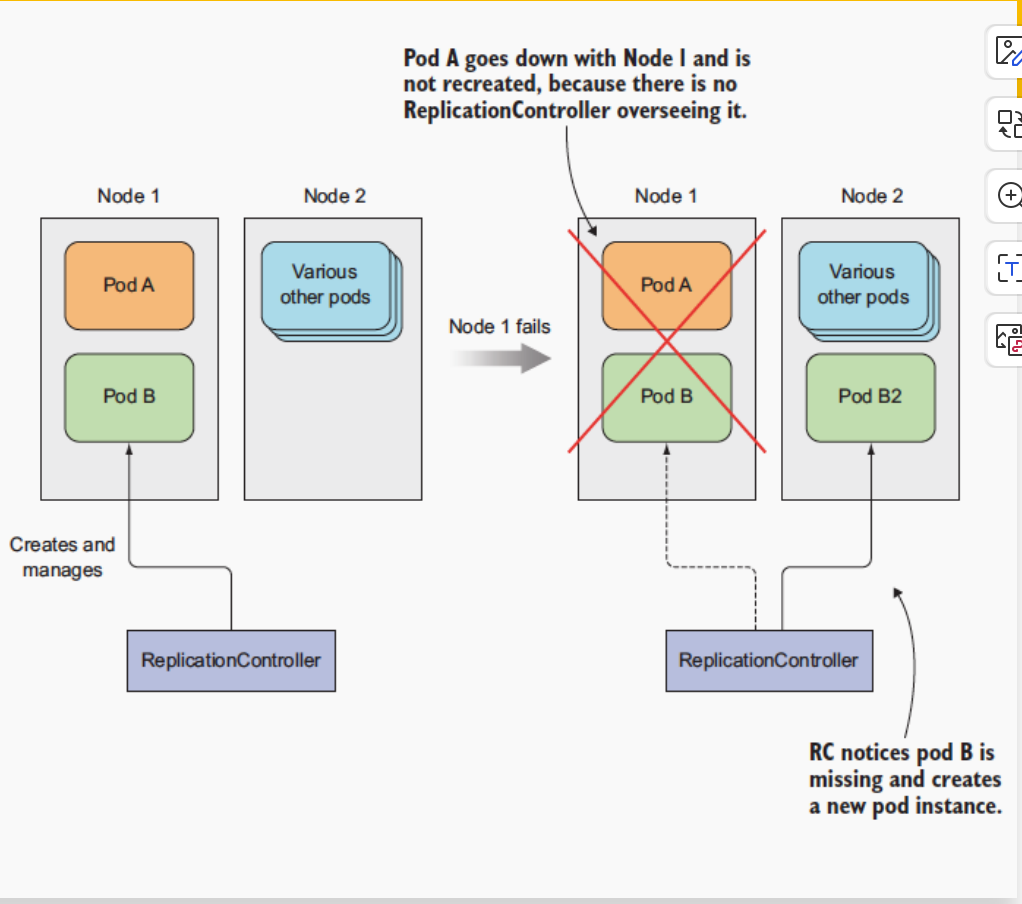 Pod A goes down with Node 1 and is
not recreated, because there is no
ReplicationController overseeing it.
Node 1
Node 2
Pod A
Various
other pods
Pod B
Creates and
manages
ReplicationController
Node 1 fails
Node 1
Node 2
Pod A
Various
other pods
Pod B
Pod B2
ReplicationController
RC notices pod B is
missing and creates
a new pod instance.
T